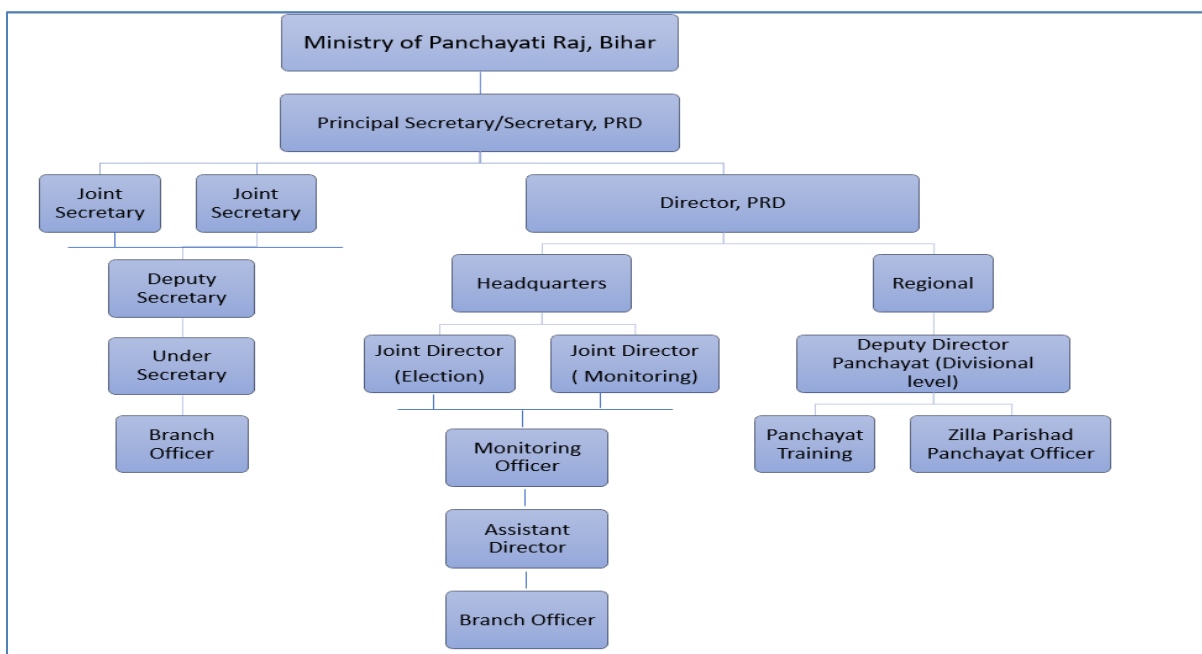 Ministry of Panchayati Raj, Bihar
Principal Secretary/Secretary, PRD
Joint
Secretary
Joint
Secretary
Director, PRD
Deputy
Secretary
Headquarters
Regional
Under
Secretary
Joint Director
(Election)
Joint Director
( Monitoring)
Deputy Director
Panchayat (Divisional
level)
Branch
Officer
Monitoring
Officer
Panchayat
Training
Zilla Parishad
Panchayat Officer
Assistant
Director
Branch Officer